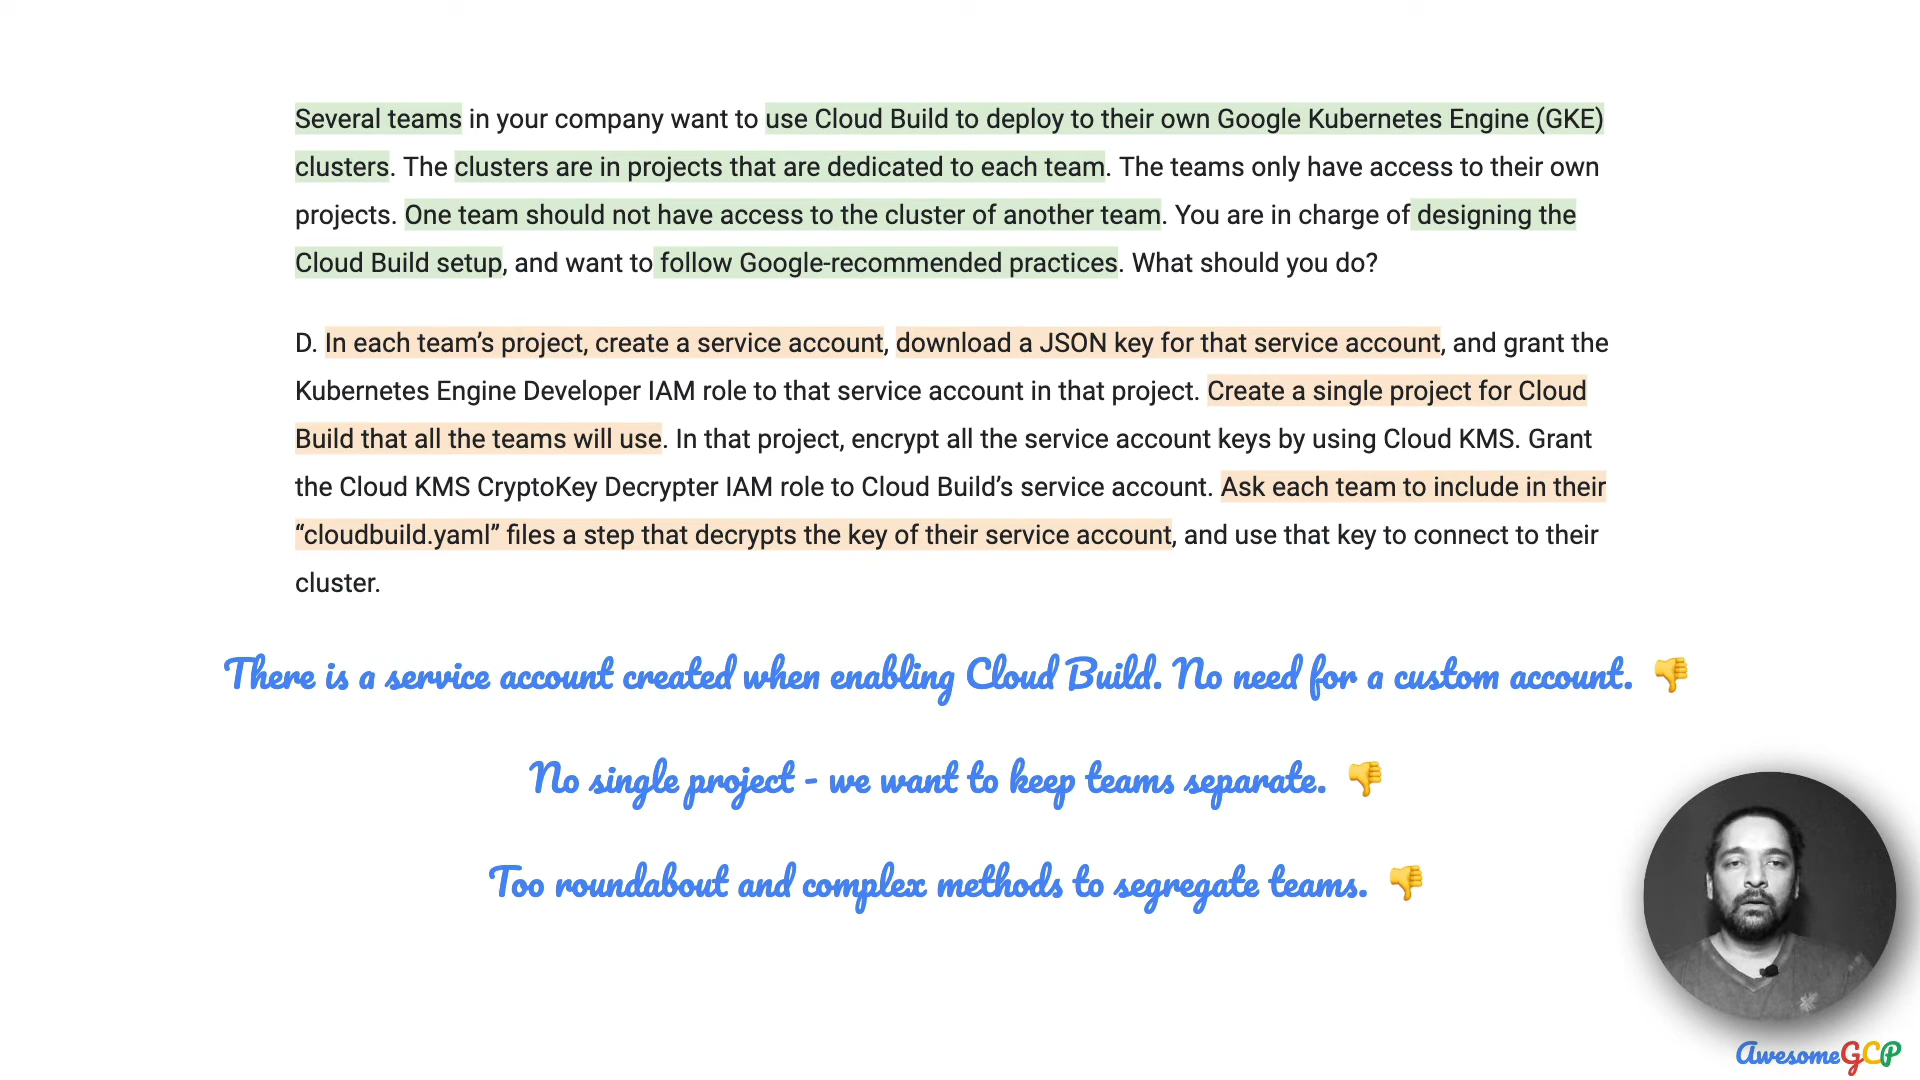 Several teams in your company want to use Cloud Build to deploy to their own Google Kubernetes Engine (GKE)
clusters. The clusters are in projects that are dedicated to each team. The teams only have access to their own
projects. One team should not have access to the cluster of another team. You are in charge of designing the
Cloud Build setup, and want to follow Google-recommended practices. What should you do?
D. In each team’s project, create a service account, download a JSON key for that service account, and grant the
Kubernetes Engine Developer IAM role to that service account in that project. Create a single project for Cloud
Build that all the teams will use. In that project, encrypt all the service account keys by using Cloud KMS. Grant
the Cloud KMS CryptoKey Decrypter IAM role to Cloud Build’s service account. Ask each team to include in their
“cloudbuild.yaml” files a step that decrypts the key of their service account, and use that key to connect to their
cluster.
There is a service account created when enabling Cloud Build. No need for a custom account.
No single project - we want to keep teams separate.
Too roundabout and complex methods to segregate teams.
AwesomeGCP